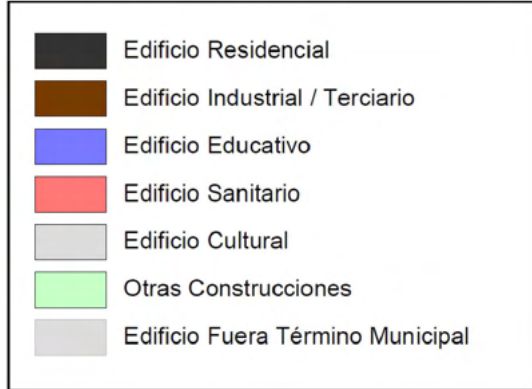 Edificio Residencial
Edificio Industrial / Terciario
Edificio Educativo
Edificio Sanitario
Edificio Cultural
Otras Construcciones
Edificio Fuera Término Municipal